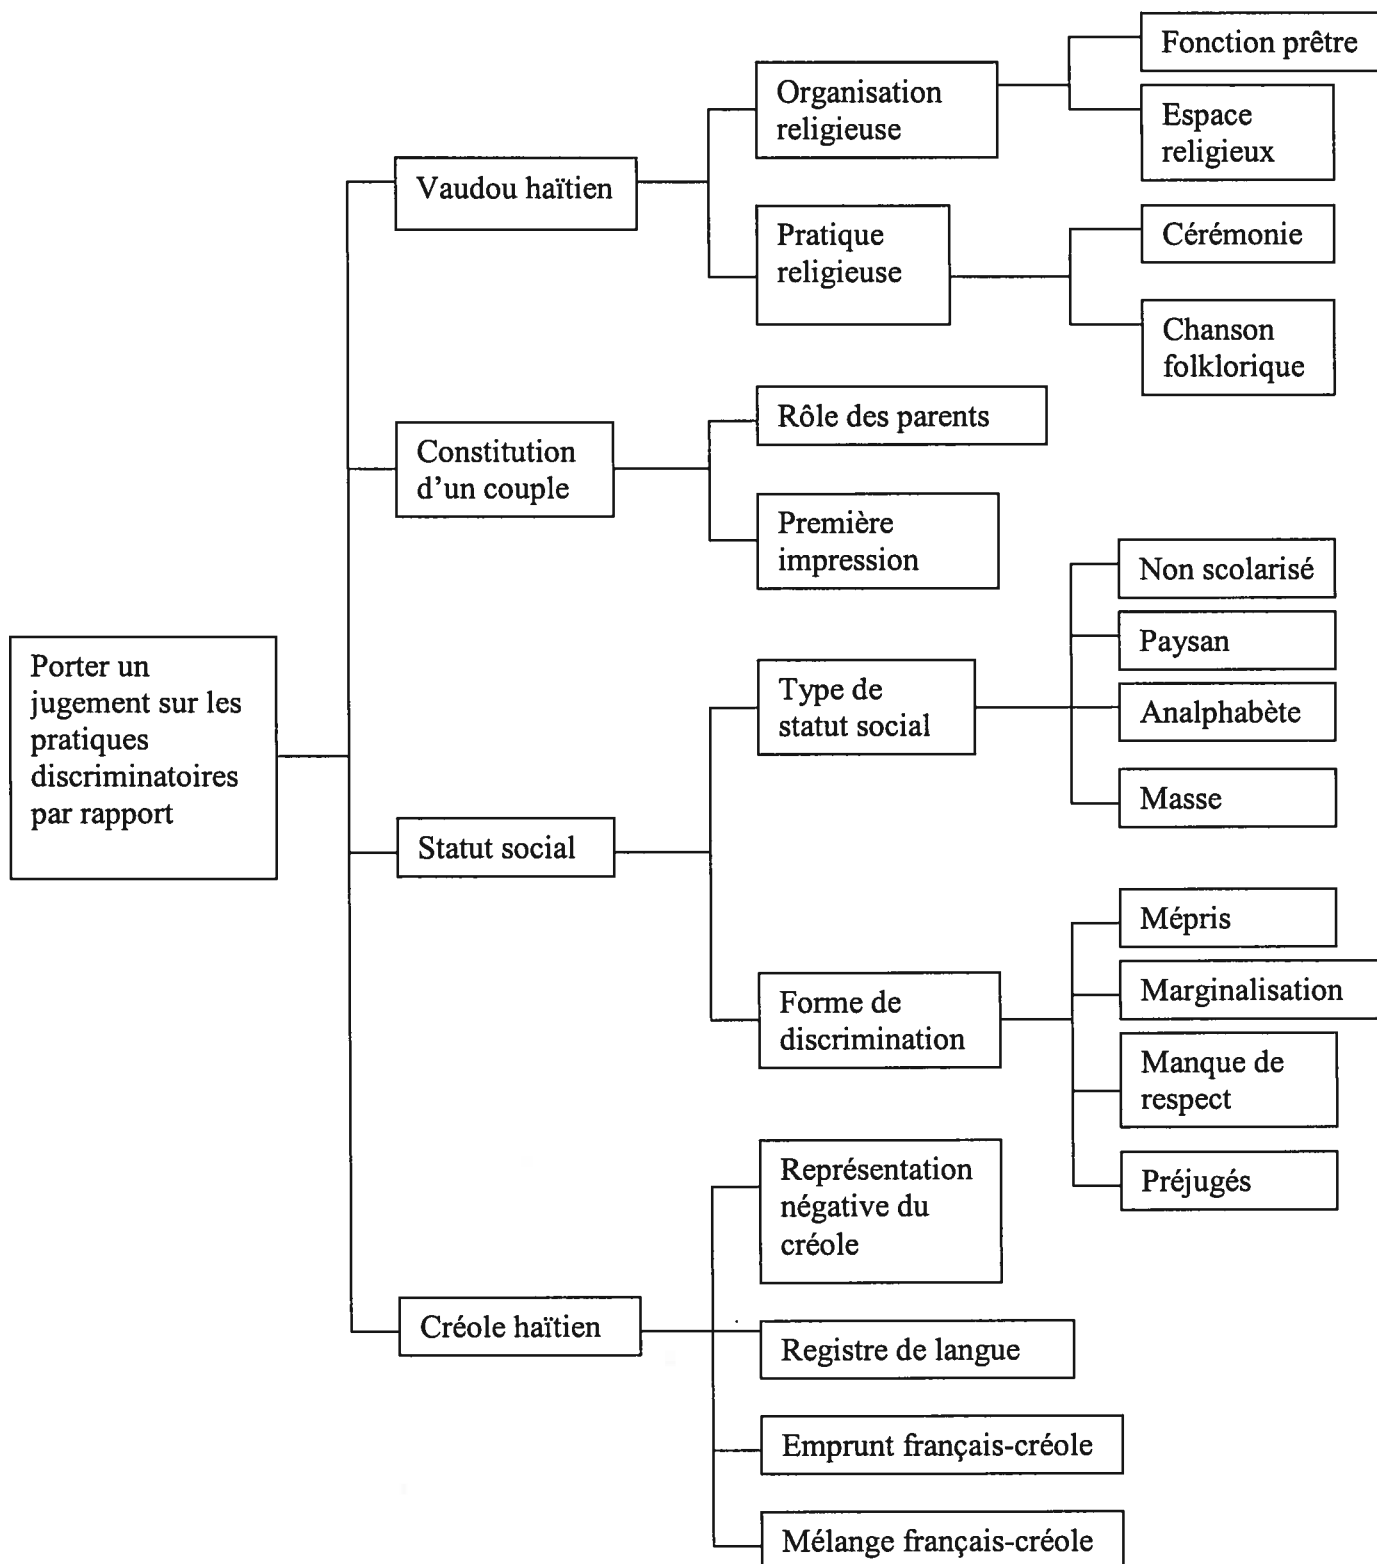 Porter un
jugement sur les
pratiques
discriminatoires
par rapport
Vaudou haïtien
Organisation
religieuse
Fonction prêtre
Espace
religieux
Pratique
religieuse
Cérémonie
Chanson
folklorique
Constitution
d'un couple
Rôle des parents
Première
impression
Statut social
Type de
statut social
Non scolarisé
Paysan
Analphabète
Masse
Forme de
discrimination
Mépris
Marginalisation
Manque de
respect
Préjugés
Créole haïtien
Représentation
négative du
créole
Registre de langue
Emprunt français-créole
Mélange français-créole